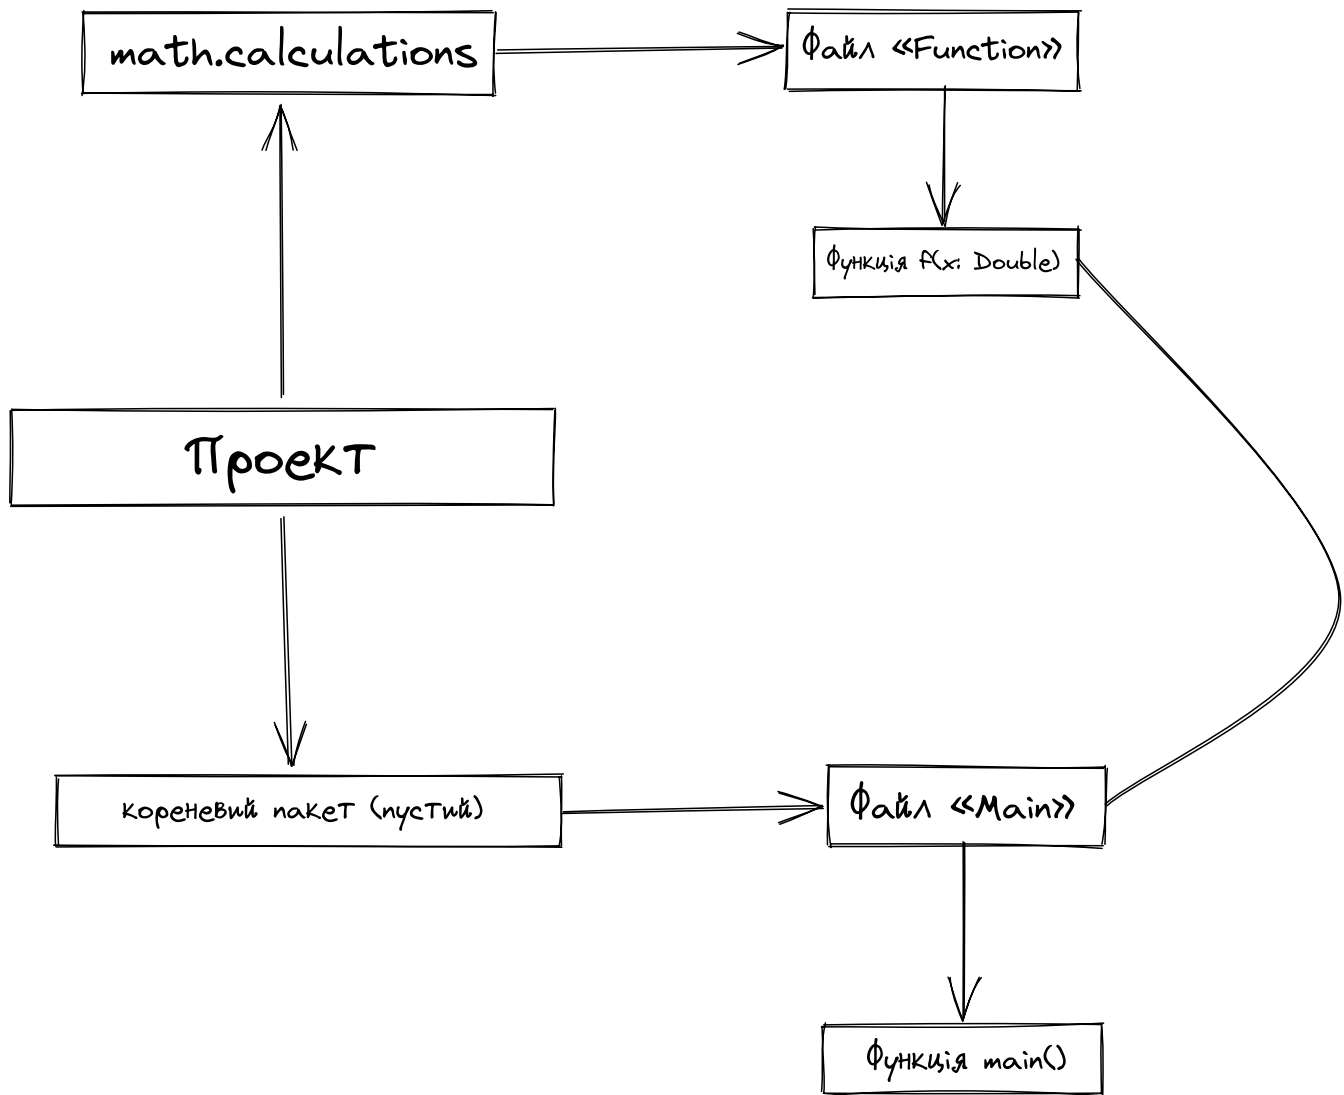 math.calculations
Файл «Function»
Функція f(x: Double)
Проект
кореневий пакет (пустий)
Файл «Main»
Функція main()